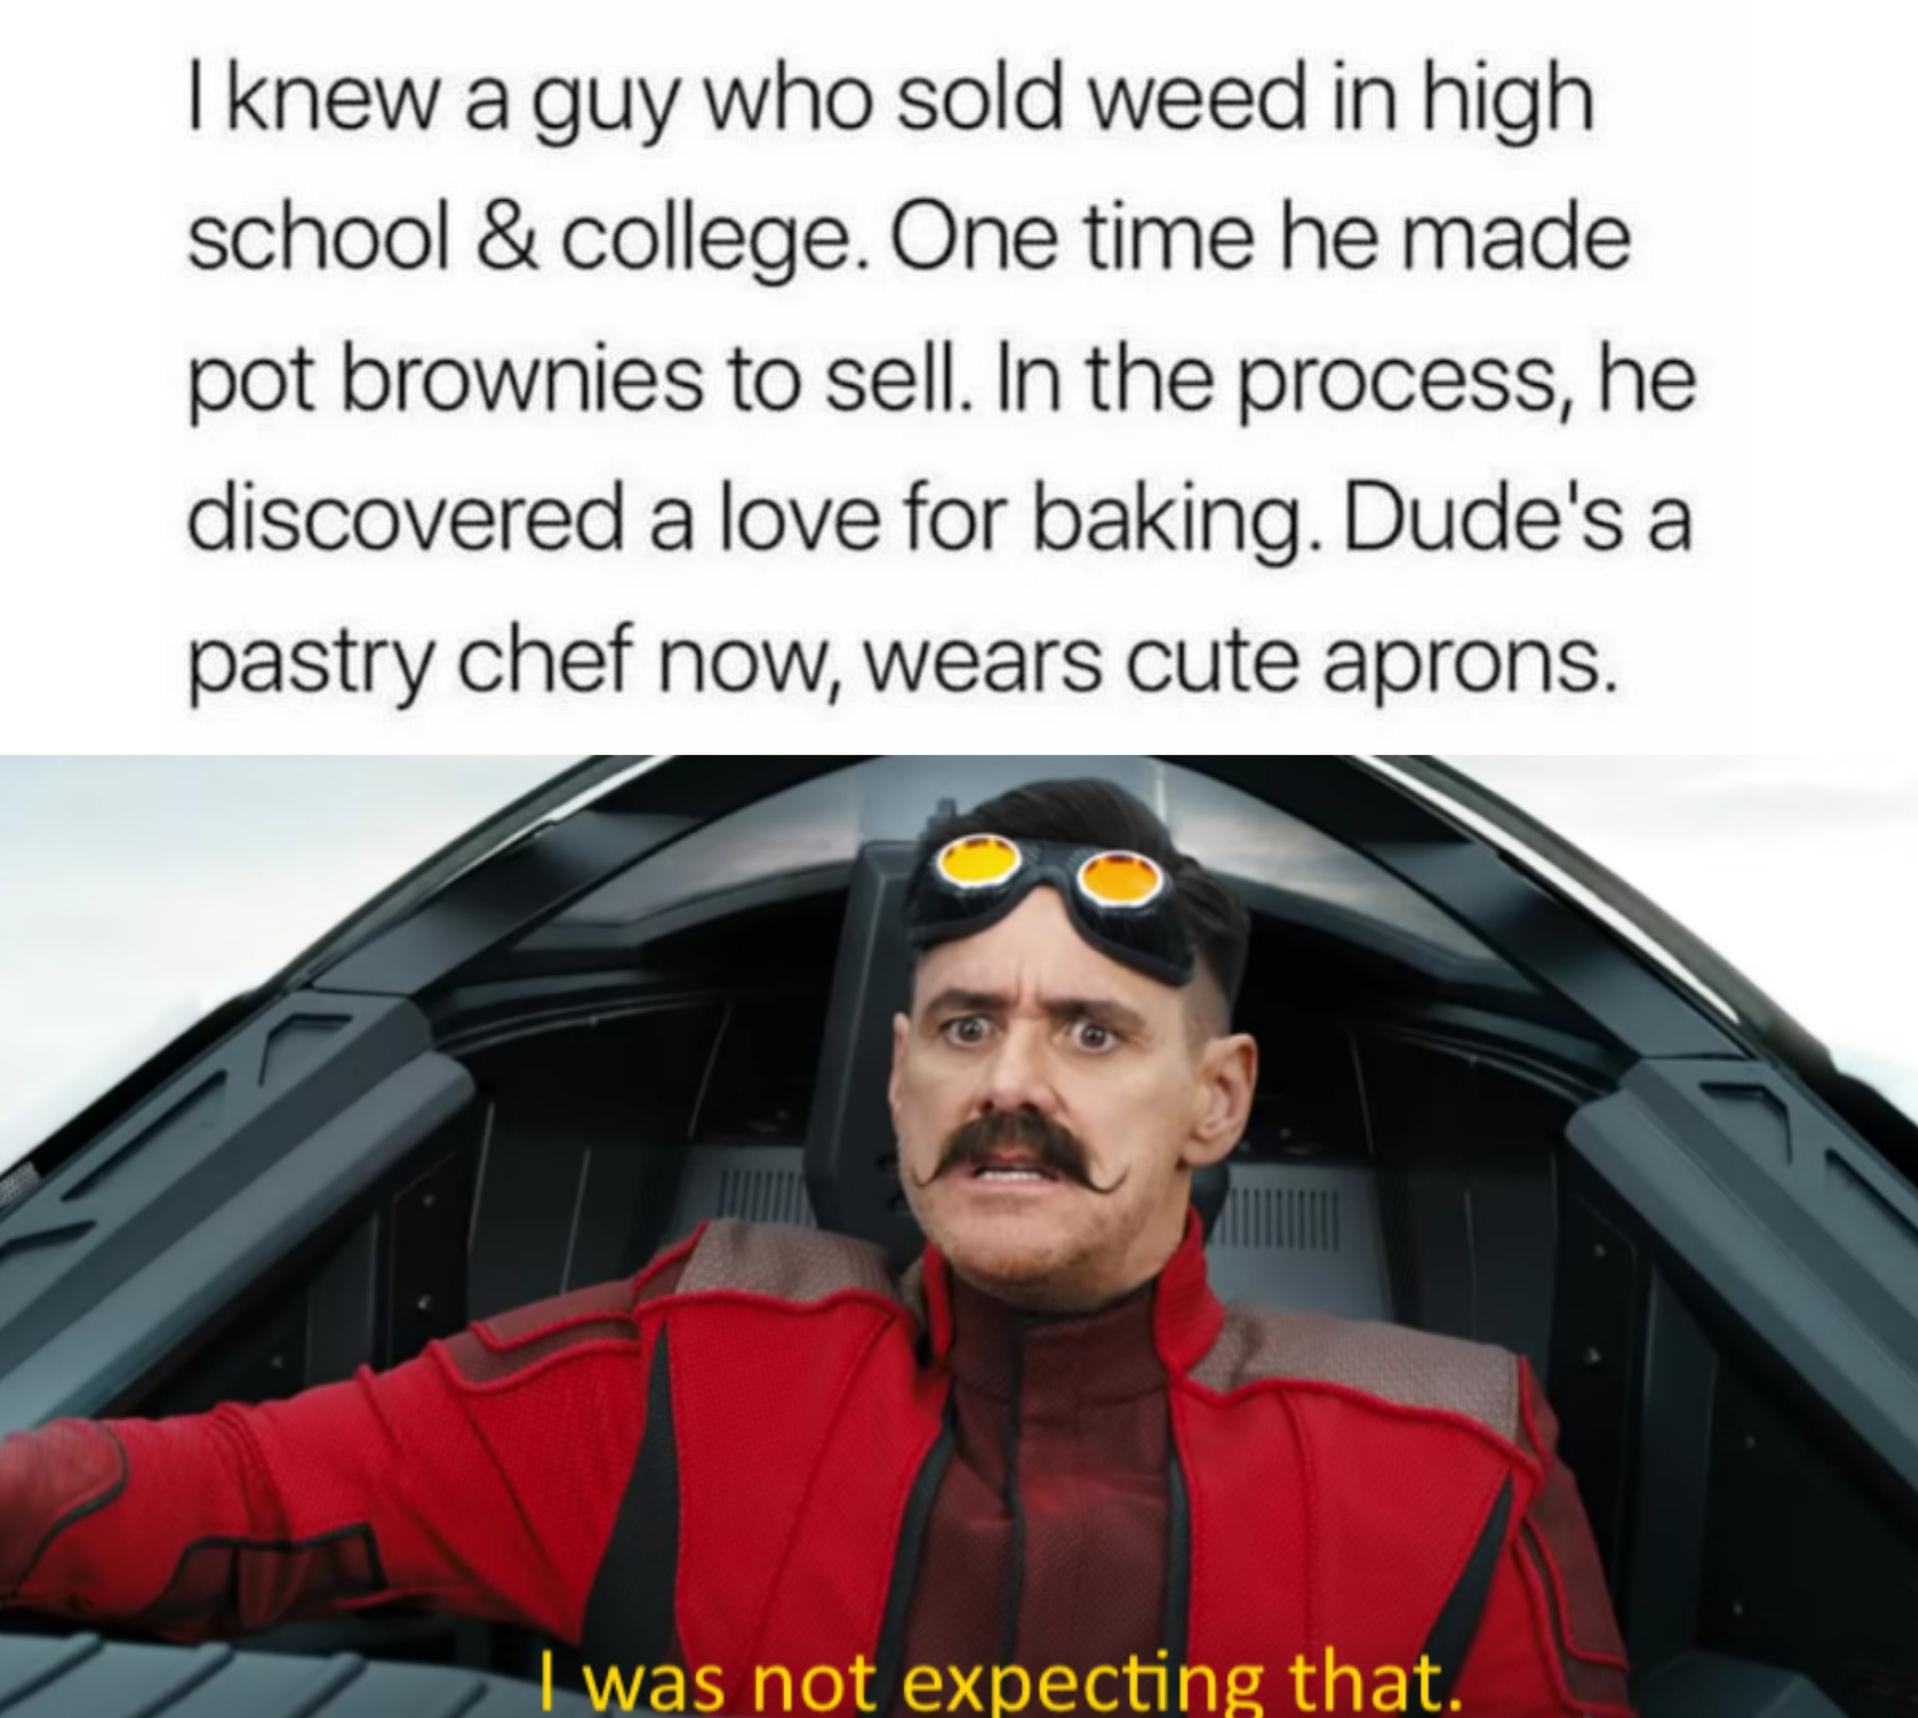 I knew a guy who sold weed in high
school & college. One time he made
pot brownies to sell. In the process, he
discovered a love for baking. Dude's a
pastry chef now, wears cute aprons.
I was not expecting that.